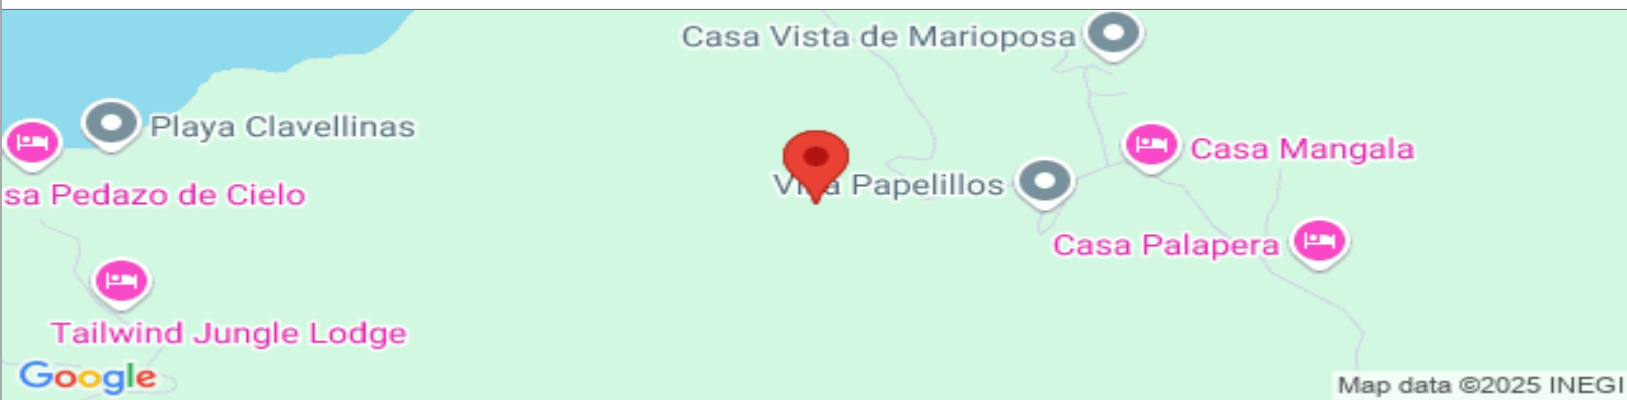 Casa Vista de Marioposa
Playa Clavellinas
Casa Mangala
sa Pedazo de Cielo
Papelillos
Casa Palapera
Tailwind Jungle Lodge
Google
Map data ©2025 INEGI